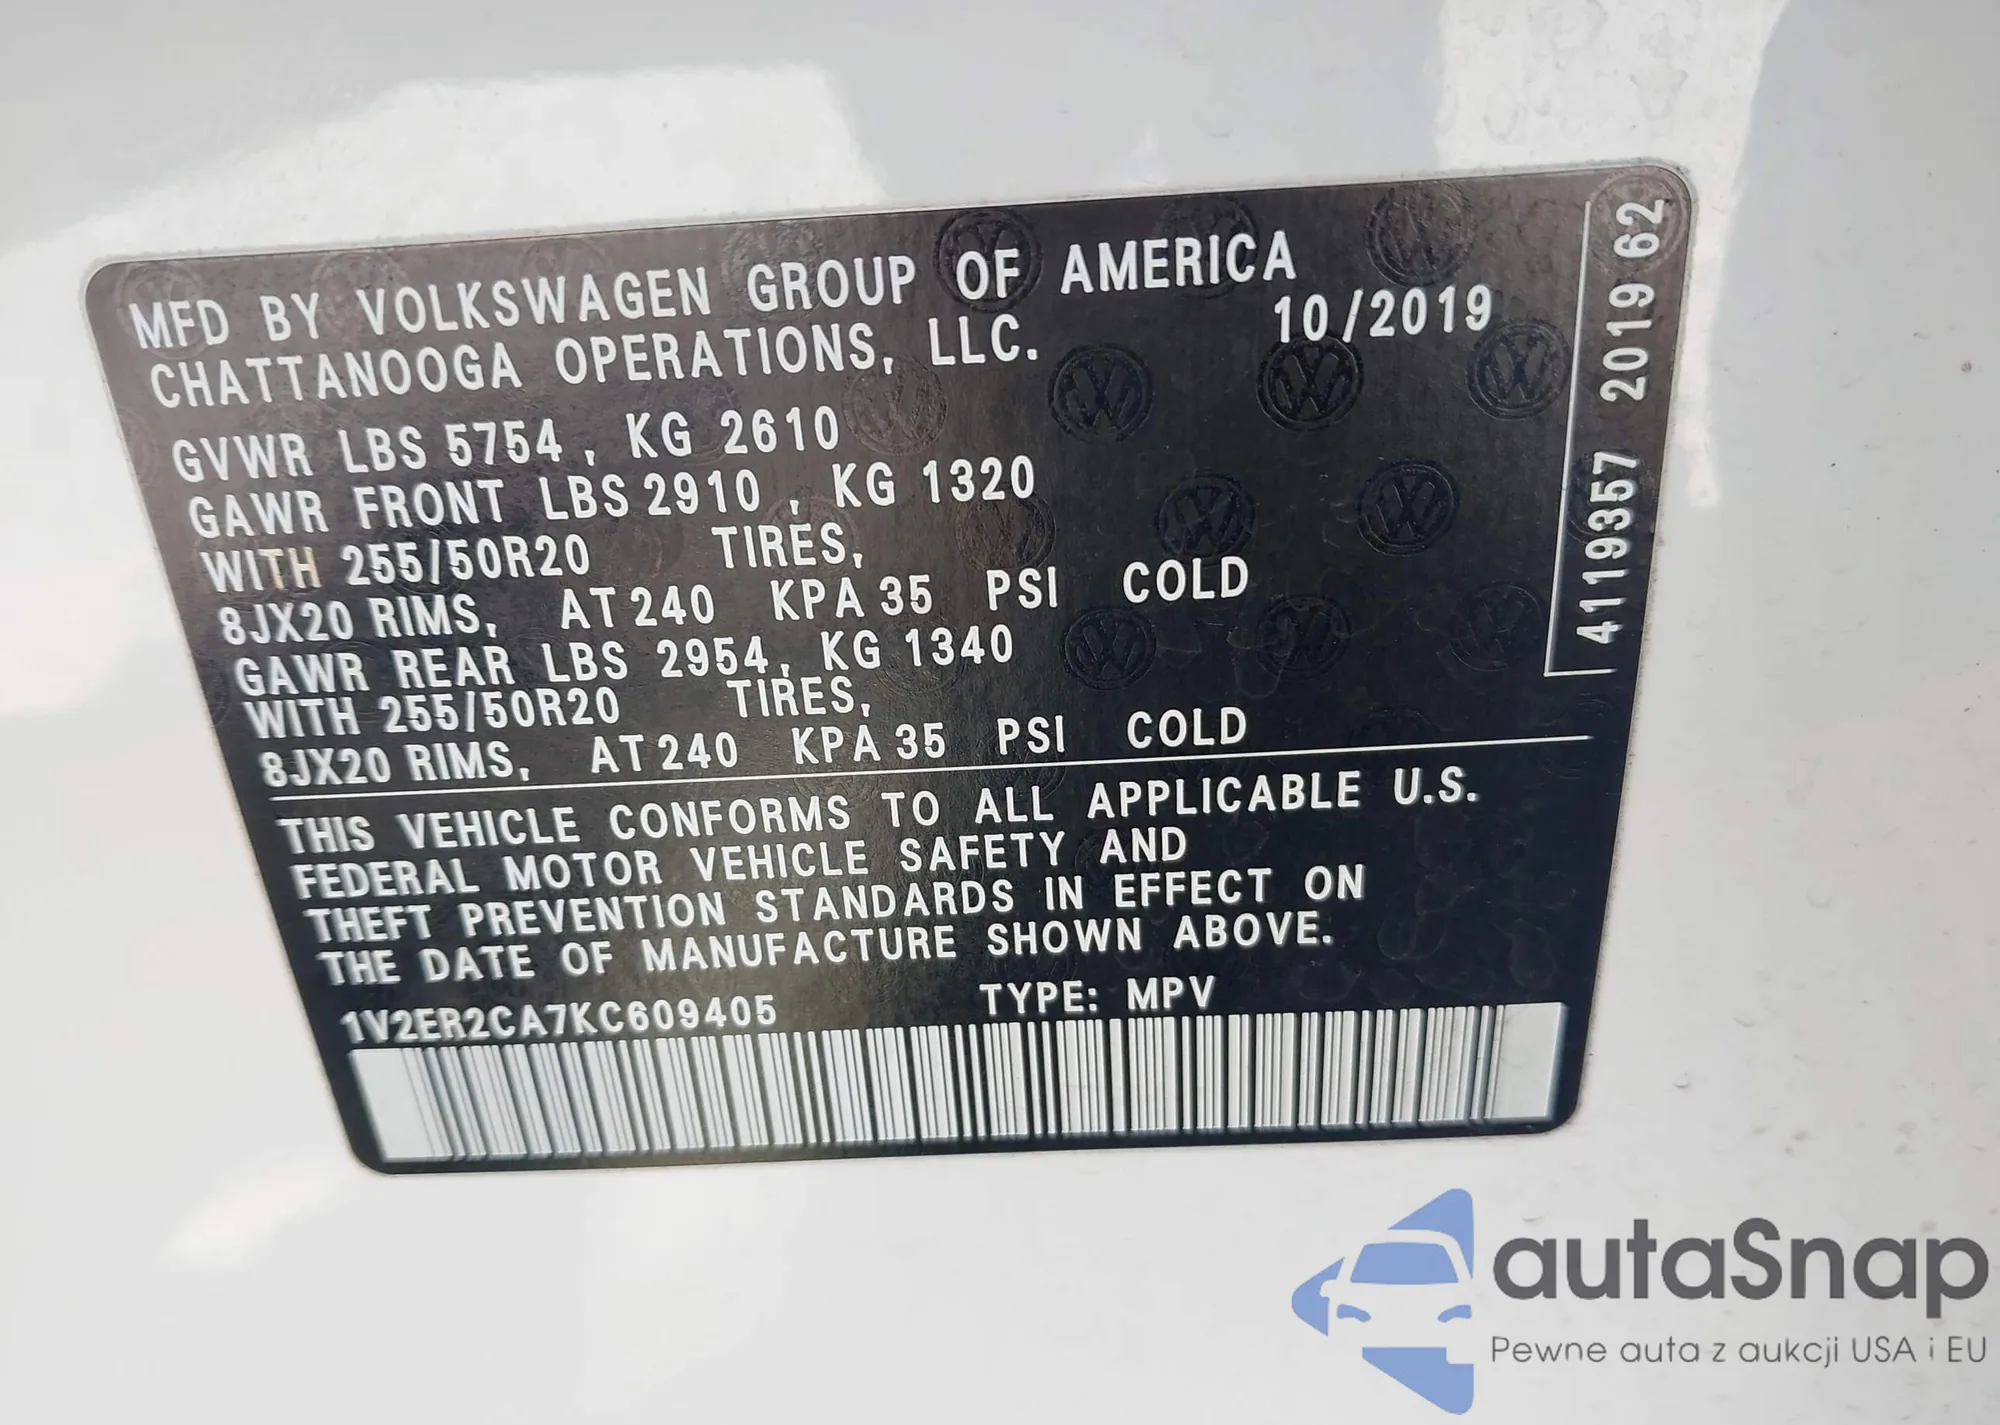 MFD BY VOLKSWAGEN GROUP OF AMERICA
CHATTANOOGA OPERATIONS, LLC. 10/2019
GVWR LBS 5754, KG 2610
GAWR FRONT LBS 2910, KG 1320
WITH 255/50R20 TIRES,
8JX20 RIMS, AT 240 KPA 35 PSI COLD
GAWR REAR LBS 2954, KG 1340
WITH 255/50R20 TIRES,
8JX20 RIMS, AT 240 KPA 35 PSI COLD
THIS VEHICLE CONFORMS TO ALL APPLICABLE U.S.
FEDERAL MOTOR VEHICLE SAFETY AND
THEFT PREVENTION STANDARDS IN EFFECT ON
THE DATE OF MANUFACTURE SHOWN ABOVE.
1V2ER2CA7KC609405 TYPE: MPV
4119357 2019 62
autaSnap
Pewne auta z aukcji USA i EU